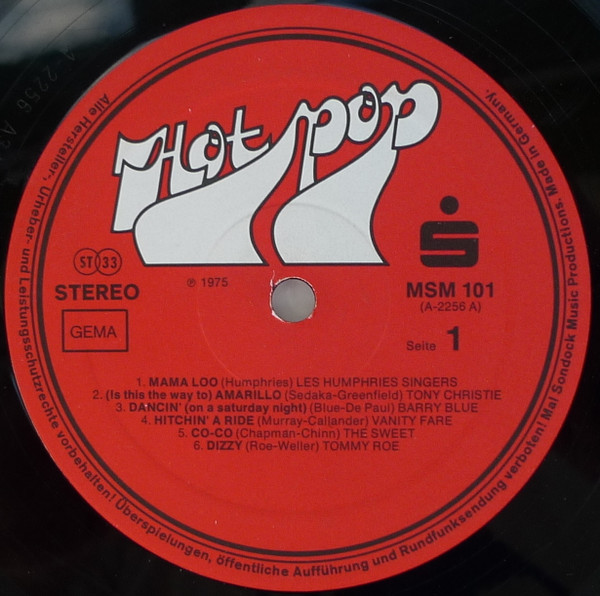 Hot pop
ST 33
STEREO
GEMA
℗ 1975
S
MSM 101
(A-2256 A)
Seite 1
1. MAMA LOO (Humphries) LES HUMPHRIES SINGERS
2. (Is this the way to) AMARILLO (Sedaka-Greenfield) TONY CHRISTIE
3. DANCIN' (on a saturday night) (Blue-De Paul) BARRY BLUE
4. HITCHIN' A RIDE (Murray-Callander) VANITY FARE
5. CO-CO (Chapman-Chinn) THE SWEET
6. DIZZY (Roe-Weller) TOMMY ROE
Alle Hersteller-, Urheber- und Leistungsschutzrechte vorbehalten! Überspielungen, öffentliche Aufführung und Rundfunksendung verboten! Mal Sondock Music Productions. Made in Germany.